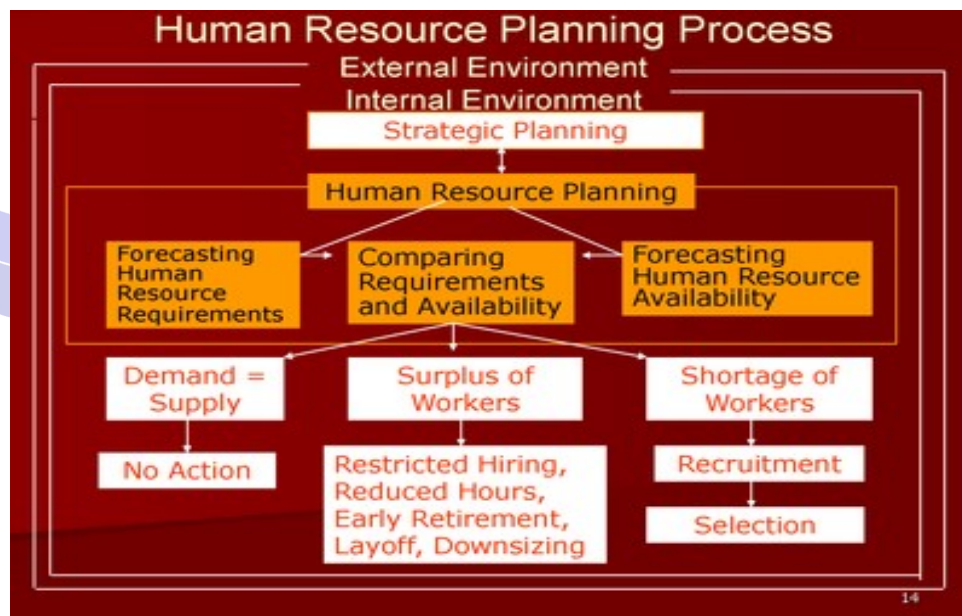 Human Resource Planning Process
External Environment
Internal Environment
Strategic Planning
Human Resource Planning
Forecasting
Human
Resource
Requirements
Comparing
Requirements
and Availability
Forecasting
Human Resource
Availability
Demand =
Supply
Surplus of
Workers
Shortage of
Workers
No Action
Restricted Hiring,
Reduced Hours,
Early Retirement,
Layoff, Downsizing
Recruitment
Selection
14